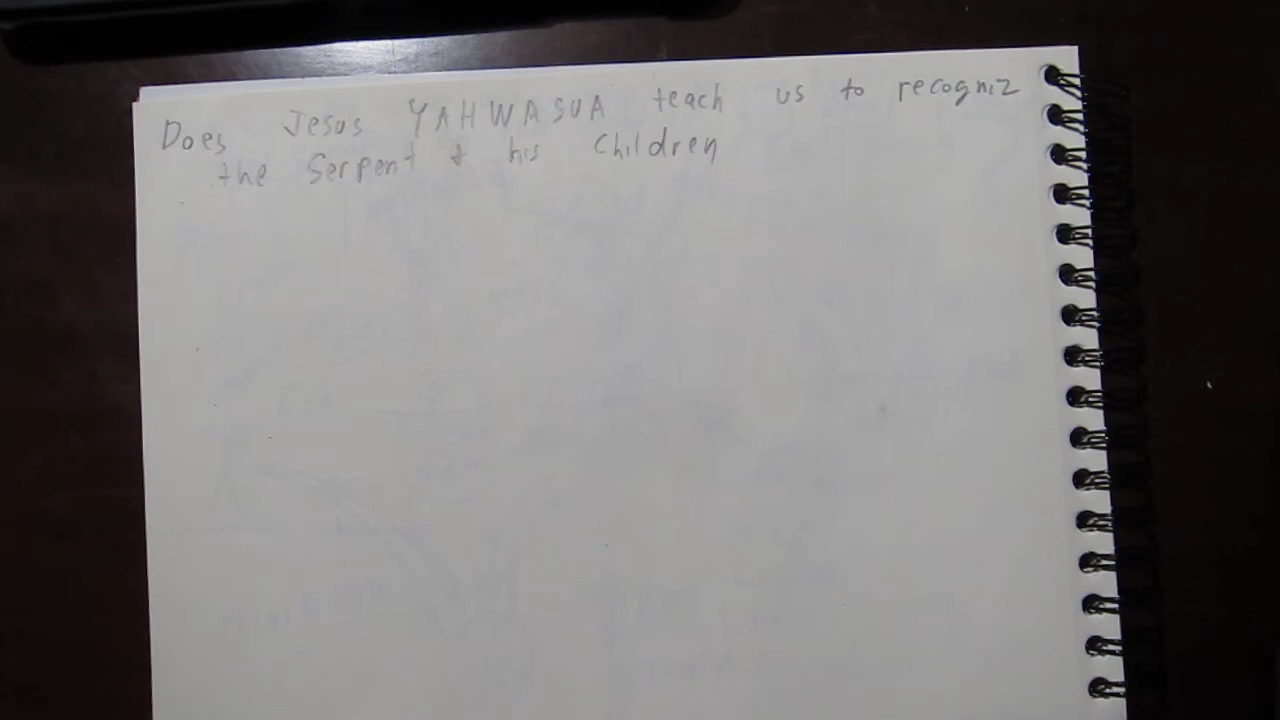 Does Jesus YAHWASUA teach us to recogniz
the Serpent + his Children